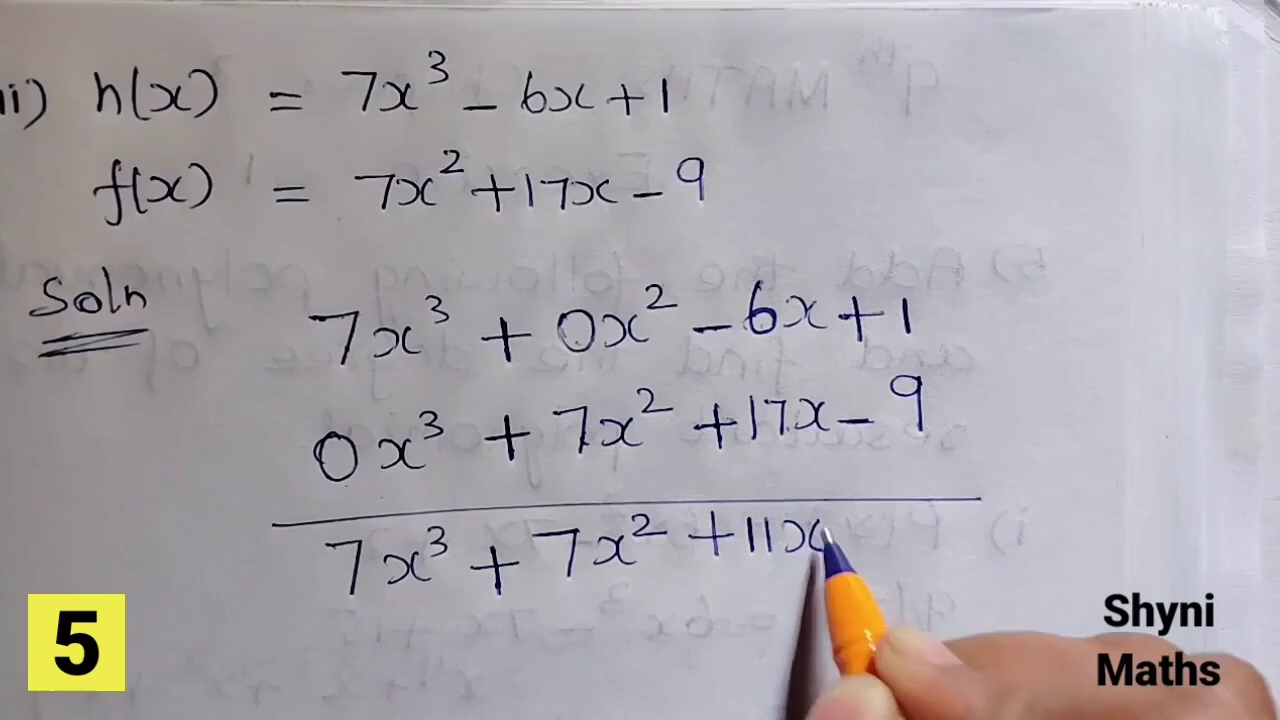 ii) h(x) = 7x³ - 6x + 1
f(x) = 7x² + 17x - 9
Soln
7x³ + 0x² - 6x + 1
0x³ + 7x² + 17x - 9
7x³ + 7x² + 11x
5
Shyni
Maths